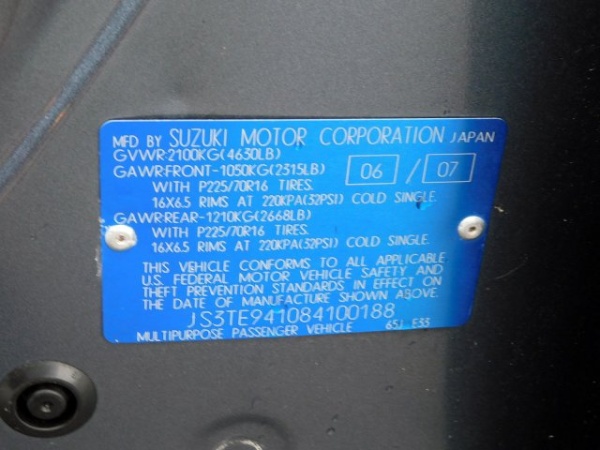 MFD BY SUZUKI MOTOR CORPORATION JAPAN
GVWR:2100KG(4630LB)
GAWR:FRONT-1050KG(2315LB) 06 / 07
WITH P225/70R16 TIRES.
16X6.5 RIMS AT 220KPA(32PSI) COLD SINGLE.
GAWR:REAR-1210KG(2668LB)
WITH P225/70R16 TIRES.
16X6.5 RIMS AT 220KPA(32PSI) COLD SINGLE.
THIS VEHICLE CONFORMS TO ALL APPLICABLE
U.S. FEDERAL MOTOR VEHICLE SAFETY AND
THEFT PREVENTION STANDARDS IN EFFECT ON
THE DATE OF MANUFACTURE SHOWN ABOVE.
JS3TE941084100188
MULTIPURPOSE PASSENGER VEHICLE 65J E33